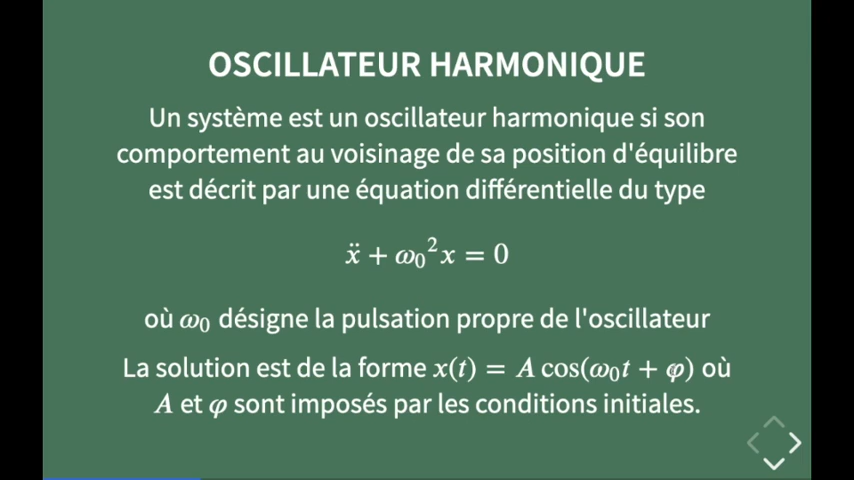 OSCILLATEUR HARMONIQUE
Un système est un oscillateur harmonique si son
comportement au voisinage de sa position d'équilibre
est décrit par une équation différentielle du type
ẍ + ω₀² x = 0
où ω₀ désigne la pulsation propre de l'oscillateur
La solution est de la forme x(t) = A cos(ω₀t + φ) où
A et φ sont imposés par les conditions initiales.